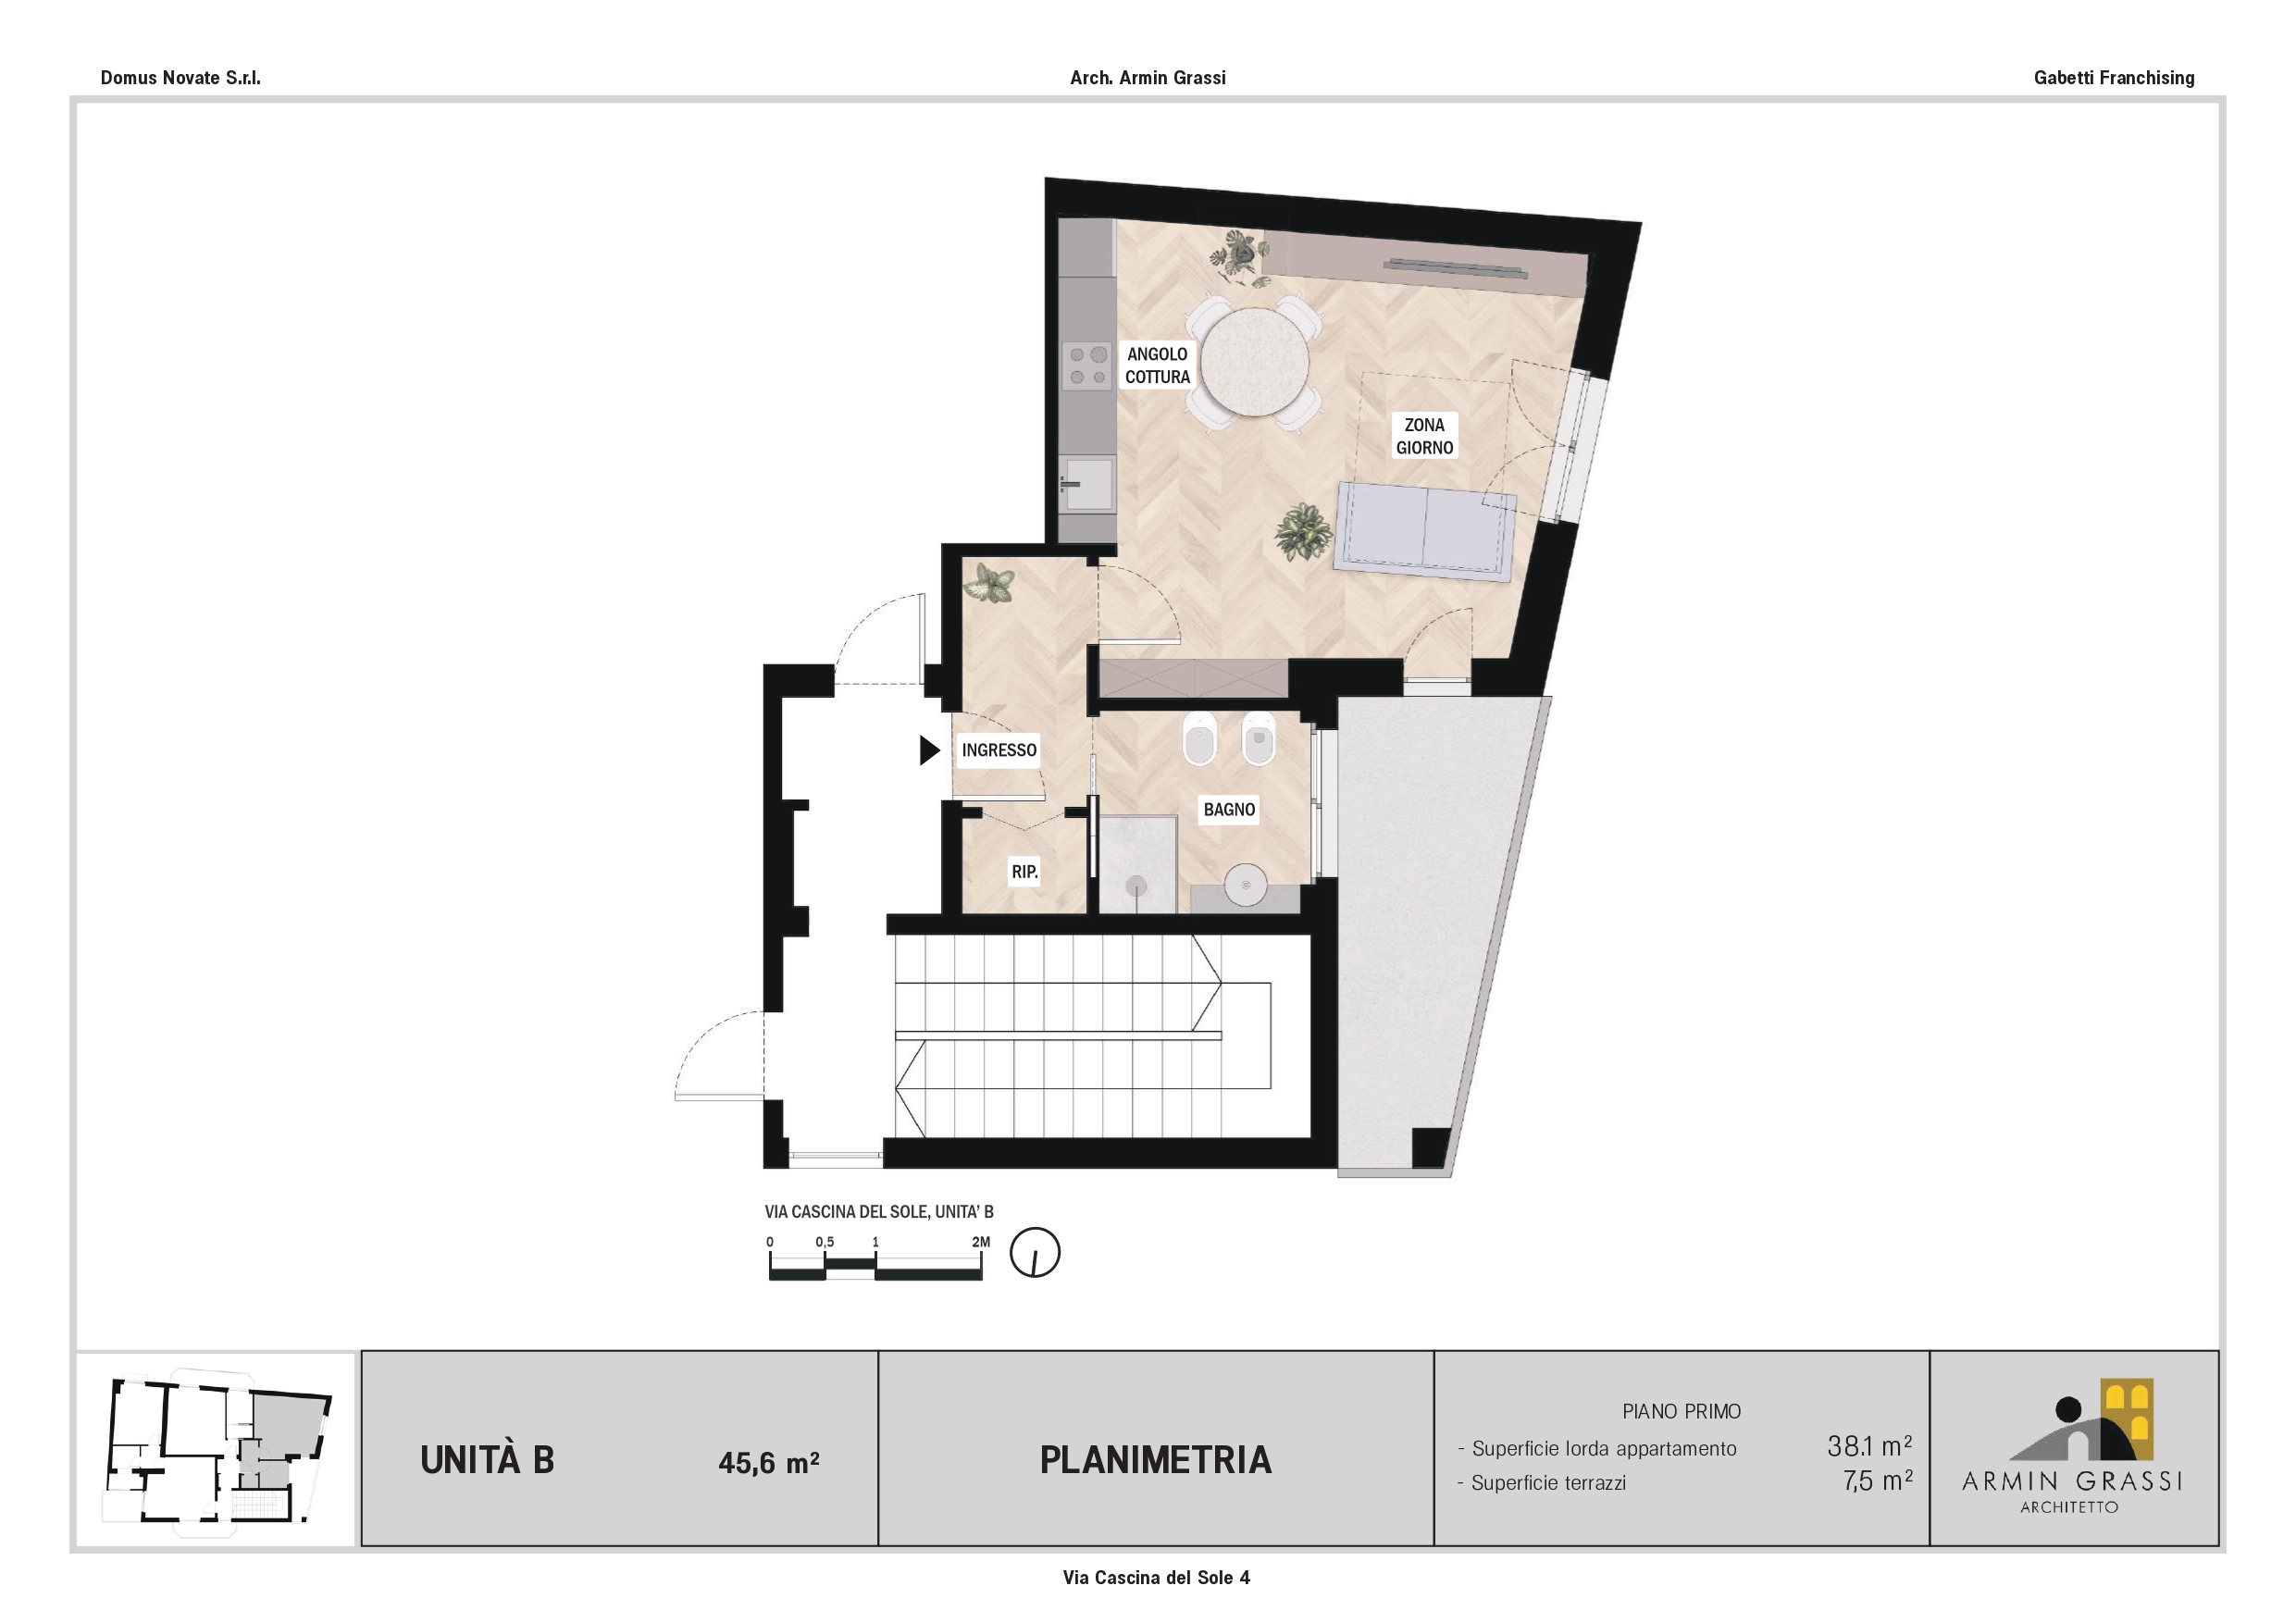 Domus Novate S.r.l.
Arch. Armin Grassi
Gabetti Franchising
ANGOLO
COTTURA
ZONA
GIORNO
INGRESSO
BAGNO
RIP.
VIA CASCINA DEL SOLE, UNITA' B
0 0,5 1 2M
UNITÀ B
45,6 m²
PLANIMETRIA
PIANO PRIMO
- Superficie lorda appartamento 38.1 m²
- Superficie terrazzi 7,5 m²
ARMIN GRASSI
ARCHITETTO
Via Cascina del Sole 4